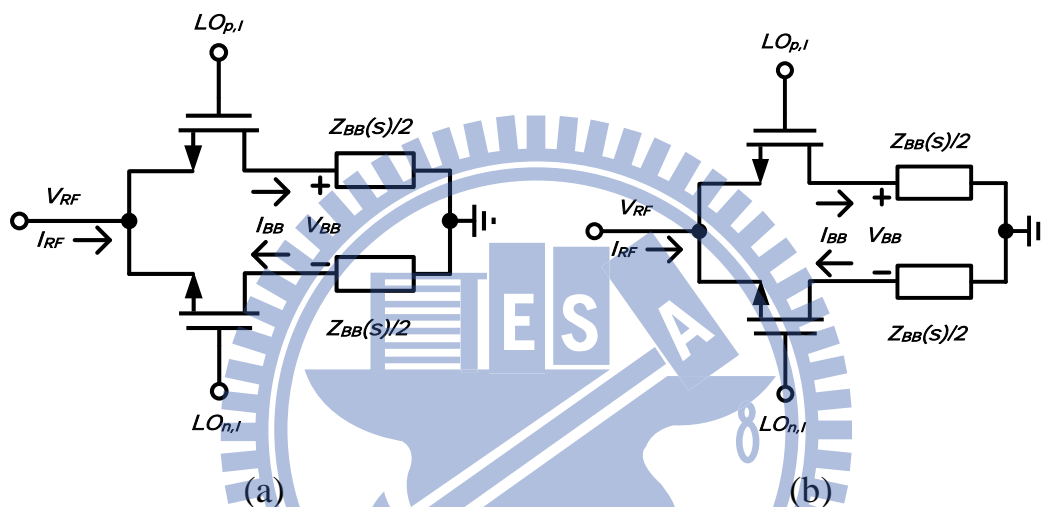 LOp,I
LOp,I
ZBB(s)/2
ZBB(s)/2
VRF
VRF
IRF
IRF
IBB
VBB
IBB
VBB
+
+
−
−
ZBB(s)/2
ZBB(s)/2
LOn,I
LOn,I
E S A
8
(a)
(b)